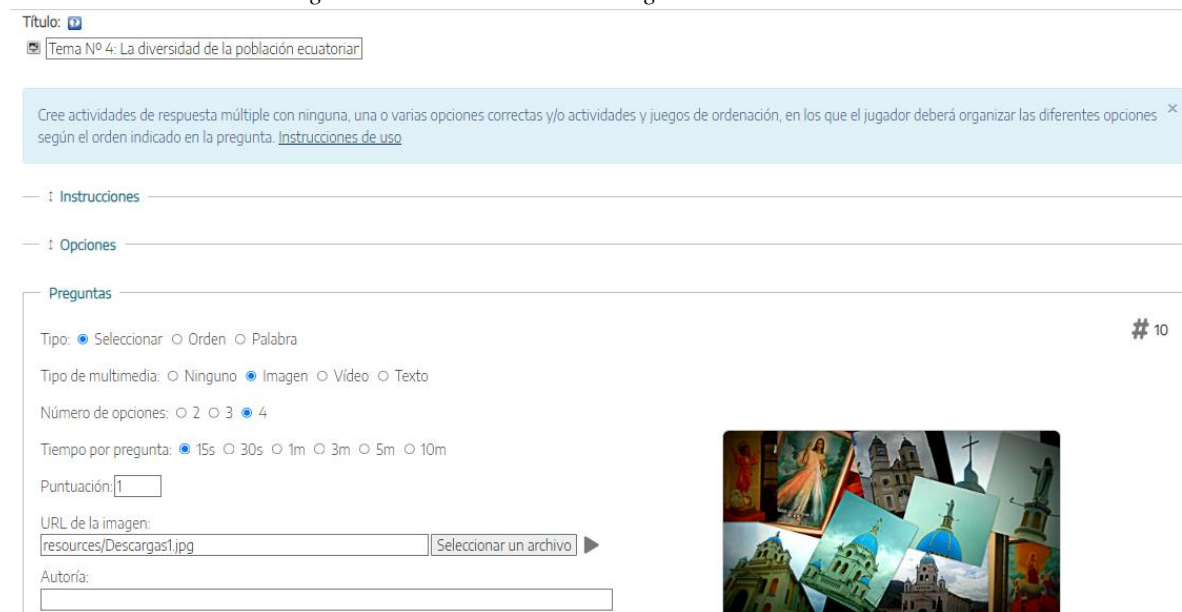 Título:
Tema Nº 4: La diversidad de la población ecuatorian
Cree actividades de respuesta múltiple con ninguna, una o varias opciones correctas y/o actividades y juegos de ordenación, en los que el jugador deberá organizar las diferentes opciones ×
según el orden indicado en la pregunta. Instrucciones de uso
↕ Instrucciones
↕ Opciones
Preguntas
# 10
Tipo: Seleccionar Orden Palabra
Tipo de multimedia: Ninguno Imagen Vídeo Texto
Número de opciones: 2 3 4
Tiempo por pregunta: 15s 30s 1m 3m 5m 10m
Puntuación: 1
URL de la imagen:
resources/Descargas1.jpg Seleccionar un archivo
Autoría: